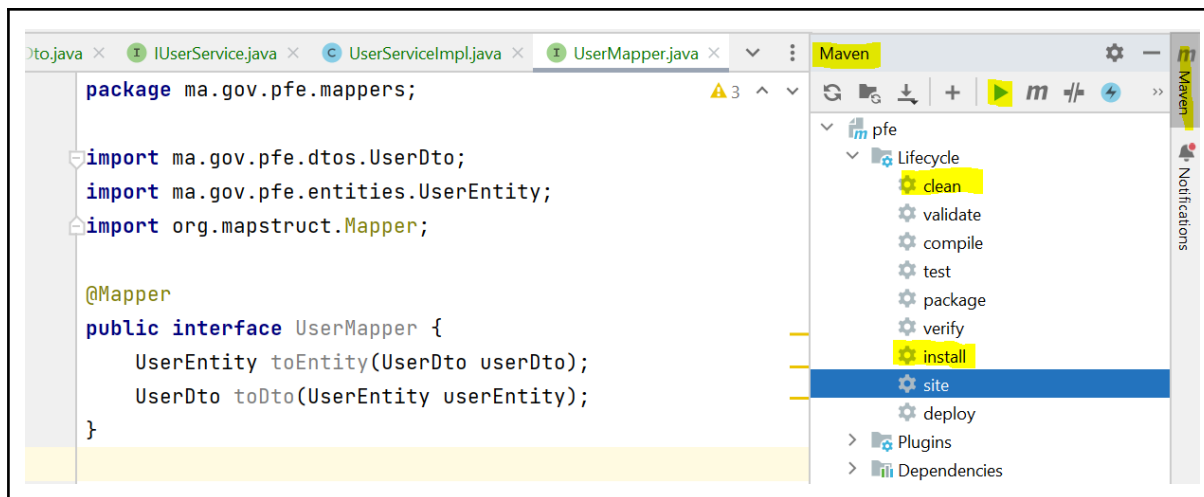 Dto.java IUserService.java UserServiceImpl.java UserMapper.java
package ma.gov.pfe.mappers;
3
import ma.gov.pfe.dtos.UserDto;
import ma.gov.pfe.entities.UserEntity;
import org.mapstruct.Mapper;
@Mapper
public interface UserMapper {
UserEntity toEntity(UserDto userDto);
UserDto toDto(UserEntity userEntity);
}
Maven
m
pfe
Lifecycle
clean
validate
compile
test
package
verify
install
site
deploy
Plugins
Dependencies
m
Maven
Notifications